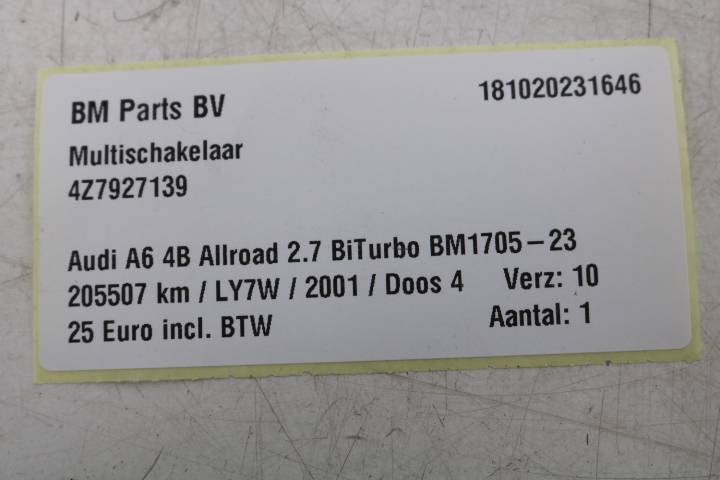 BM Parts BV 181020231646
Multischakelaar
4Z7927139
Audi A6 4B Allroad 2.7 BiTurbo BM1705-23
205507 km / LY7W / 2001 / Doos 4 Verz: 10
25 Euro incl. BTW Aantal: 1